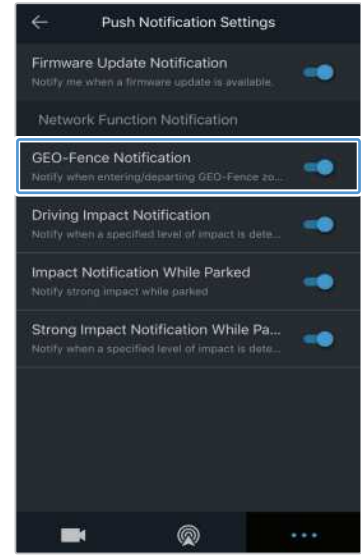 Push Notification Settings
Firmware Update Notification
Notify me when a firmware update is available.
Network Function Notification
GEO-Fence Notification
Notify when entering/departing GEO-Fence zo...
Driving Impact Notification
Notify when a specified level of impact is dete...
Impact Notification While Parked
Notify strong impact while parked
Strong Impact Notification While Pa...
Notify when a specified level of impact is dete...